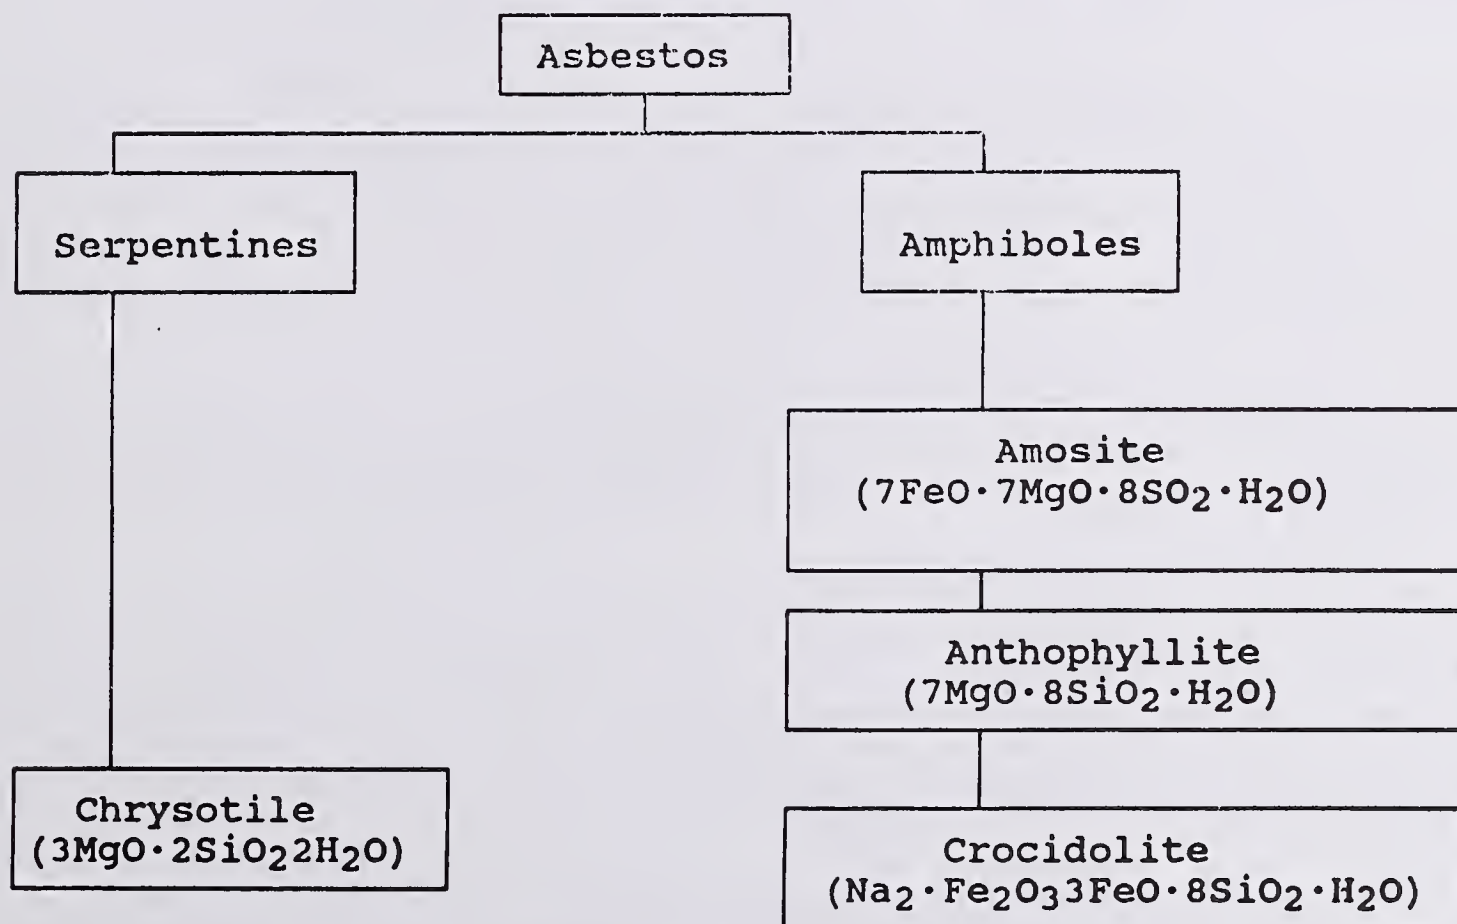 Asbestos
Serpentines
Amphiboles
Amosite
(7FeO·7MgO·8SO₂·H₂O)
Anthophyllite
(7MgO·8SiO₂·H₂O)
Chrysotile
(3MgO·2SiO₂2H₂O)
Crocidolite
(Na₂·Fe₂O₃3FeO·8SiO₂·H₂O)